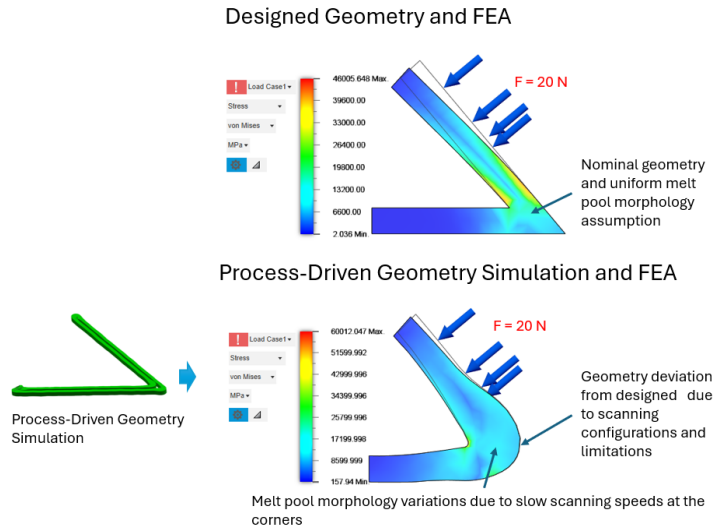 Designed Geometry and FEA
Load Case1
Stress
von Mises
MPa
46005.648 Max.
39600.00
33000.00
26400.00
19800.00
13200.00
6600.00
2.036 Min.
F = 20 N
Nominal geometry
and uniform melt
pool morphology
assumption
Process-Driven Geometry Simulation and FEA
Process-Driven Geometry
Simulation
Load Case1
Stress
von Mises
MPa
60012.047 Max.
51599.992
42999.996
34399.996
25799.996
17199.998
8599.999
157.94 Min.
F = 20 N
Geometry deviation
from designed due
to scanning
configurations and
limitations
Melt pool morphology variations due to slow scanning speeds at the
corners